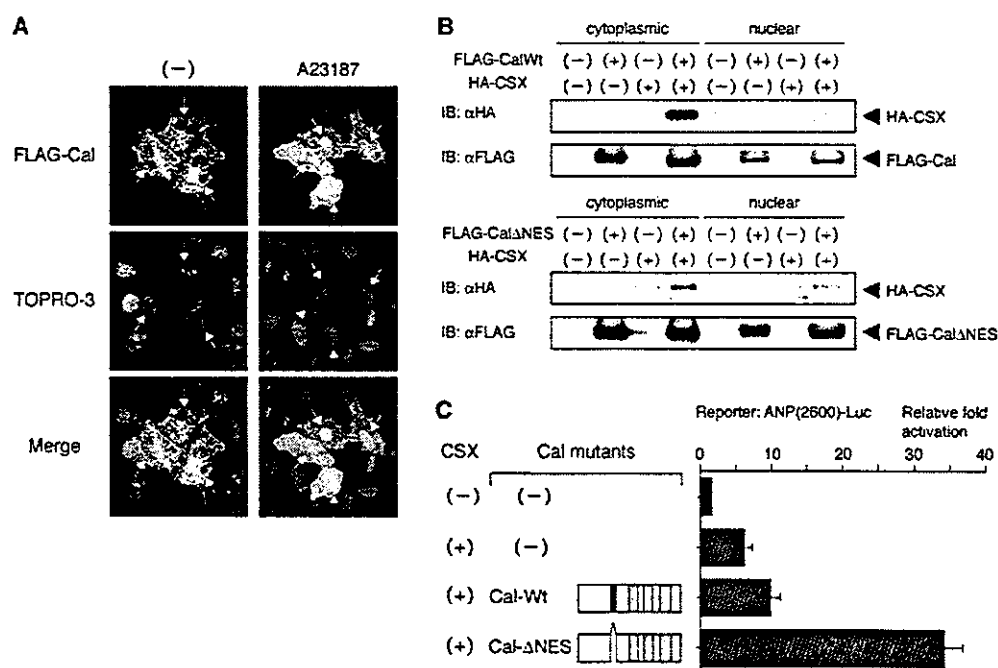 A
(−) A23187
FLAG-Cal
TOPRO-3
Merge
B
cytoplasmic nuclear
FLAG-CalWt (−) (+) (−) (+) (−) (+) (−) (+)
HA-CSX (−) (−) (+) (+) (−) (−) (+) (+)
IB: αHA HA-CSX
IB: αFLAG FLAG-Cal
cytoplasmic nuclear
FLAG-CalΔNES (−) (+) (−) (+) (−) (+) (−) (+)
HA-CSX (−) (−) (+) (+) (−) (−) (+) (+)
IB: αHA HA-CSX
IB: αFLAG FLAG-CalΔNES
C
Reporter: ANP(2600)-Luc Relative fold
activation
CSX Cal mutants
0 10 20 30 40
(−) (−)
(+) (−)
(+) Cal-Wt
(+) Cal-ΔNES